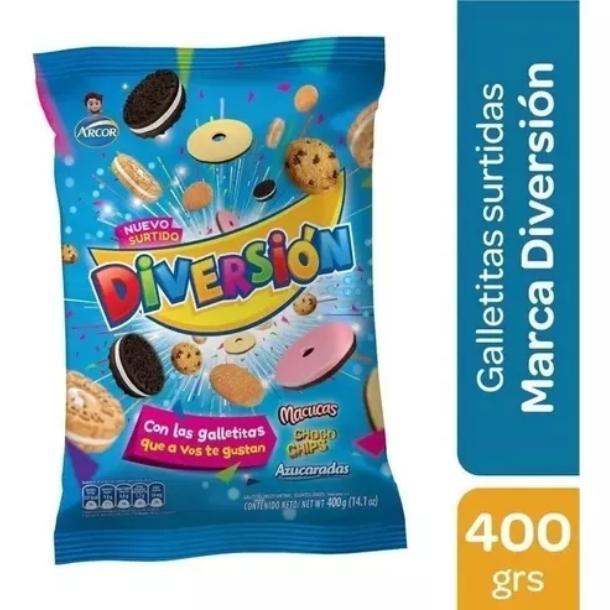 ARCOR
NUEVO
SURTIDO
DiVERSIÓN
Con las galletitas
que a vos te gustan
Macucas
CHOCO
CHIPS
Azucaradas
CONTENIDO NETO/ NET WT 400g (14.1 oz)
Galletitas surtidas
Marca Diversión
400
grs